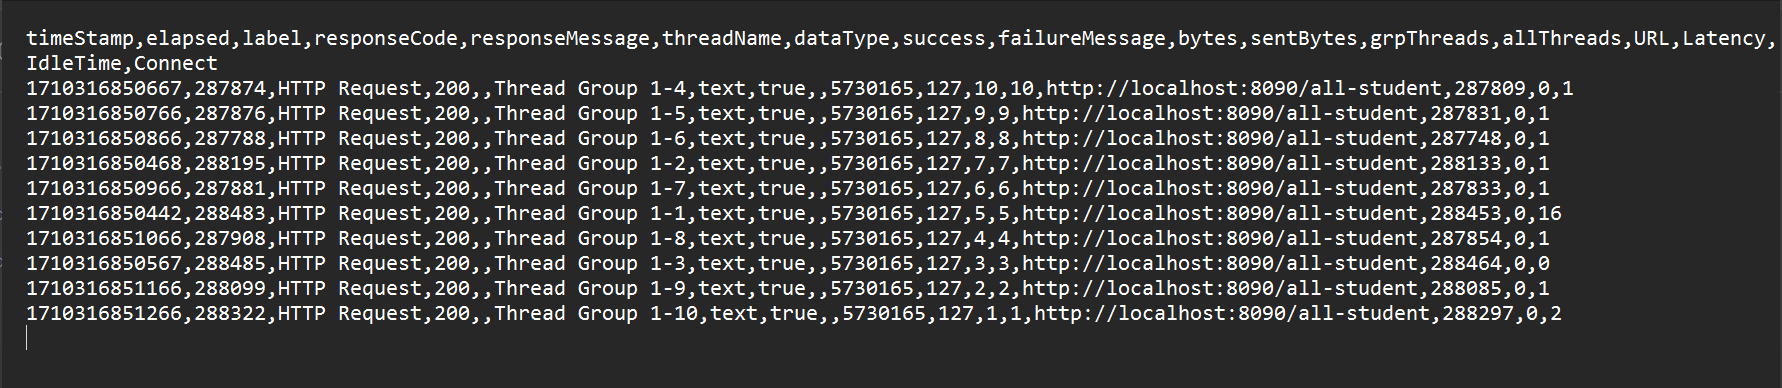 timeStamp,elapsed,label,responseCode,responseMessage,threadName,dataType,success,failureMessage,bytes,sentBytes,grpThreads,allThreads,URL,Latency,
IdleTime,Connect
1710316850667,287874,HTTP Request,200,,Thread Group 1-4,text,true,,5730165,127,10,10,http://localhost:8090/all-student,287809,0,1
1710316850766,287876,HTTP Request,200,,Thread Group 1-5,text,true,,5730165,127,9,9,http://localhost:8090/all-student,287831,0,1
1710316850866,287788,HTTP Request,200,,Thread Group 1-6,text,true,,5730165,127,8,8,http://localhost:8090/all-student,287748,0,1
1710316850468,288195,HTTP Request,200,,Thread Group 1-2,text,true,,5730165,127,7,7,http://localhost:8090/all-student,288133,0,1
1710316850966,287881,HTTP Request,200,,Thread Group 1-7,text,true,,5730165,127,6,6,http://localhost:8090/all-student,287833,0,1
1710316850442,288483,HTTP Request,200,,Thread Group 1-1,text,true,,5730165,127,5,5,http://localhost:8090/all-student,288453,0,16
1710316851066,287908,HTTP Request,200,,Thread Group 1-8,text,true,,5730165,127,4,4,http://localhost:8090/all-student,287854,0,1
1710316850567,288485,HTTP Request,200,,Thread Group 1-3,text,true,,5730165,127,3,3,http://localhost:8090/all-student,288464,0,0
1710316851166,288099,HTTP Request,200,,Thread Group 1-9,text,true,,5730165,127,2,2,http://localhost:8090/all-student,288085,0,1
1710316851266,288322,HTTP Request,200,,Thread Group 1-10,text,true,,5730165,127,1,1,http://localhost:8090/all-student,288297,0,2